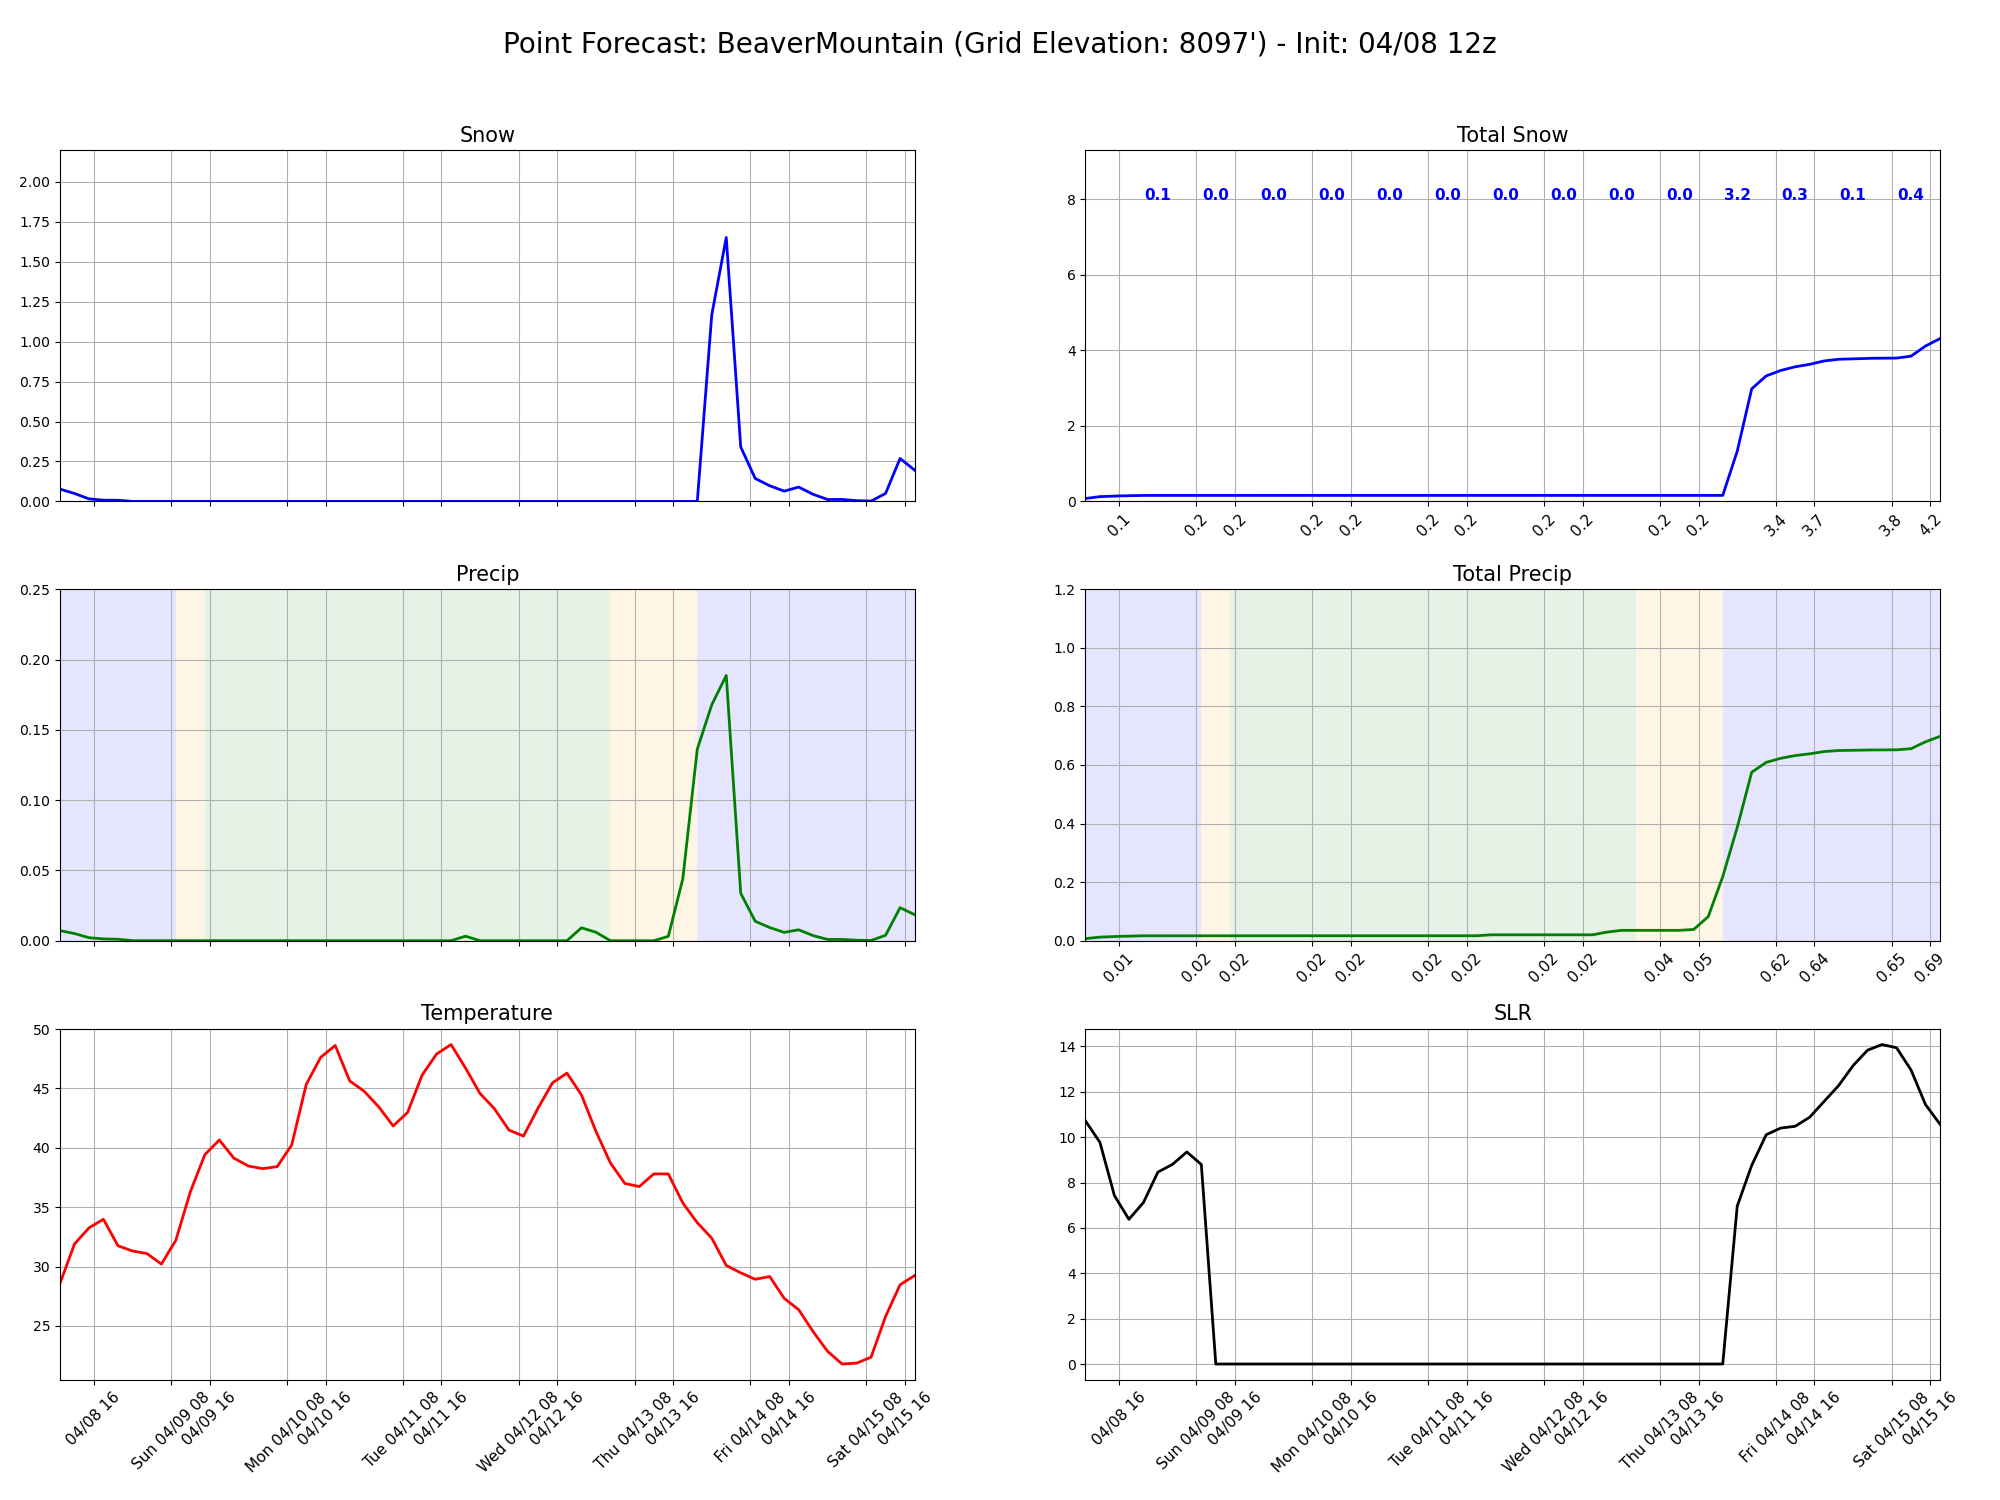 Point Forecast: BeaverMountain (Grid Elevation: 8097') - Init: 04/08 12z
Snow
2.00
1.75
1.50
1.25
1.00
0.75
0.50
0.25
0.00
Total Snow
0.1 0.0 0.0 0.0 0.0 0.0 0.0 0.0 0.0 0.0 3.2 0.3 0.1 0.4
8
6
4
2
0
0.1 0.2 0.2 0.2 0.2 0.2 0.2 0.2 0.2 0.2 0.2 3.4 3.7 3.8 4.2
Precip
0.25
0.20
0.15
0.10
0.05
0.00
Total Precip
1.2
1.0
0.8
0.6
0.4
0.2
0.0
0.01 0.02 0.02 0.02 0.02 0.02 0.02 0.02 0.02 0.04 0.05 0.62 0.64 0.65 0.69
Temperature
50
45
40
35
30
25
04/08 16
Sun 04/09 08
04/09 16
Mon 04/10 08
04/10 16
Tue 04/11 08
04/11 16
Wed 04/12 08
04/12 16
Thu 04/13 08
04/13 16
Fri 04/14 08
04/14 16
Sat 04/15 08
04/15 16
SLR
14
12
10
8
6
4
2
0
04/08 16
Sun 04/09 08
04/09 16
Mon 04/10 08
04/10 16
Tue 04/11 08
04/11 16
Wed 04/12 08
04/12 16
Thu 04/13 08
04/13 16
Fri 04/14 08
04/14 16
Sat 04/15 08
04/15 16